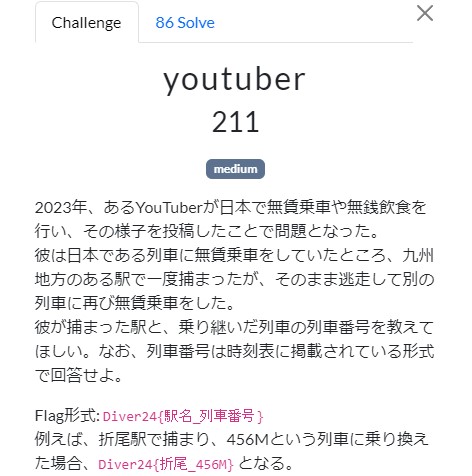 Challenge
86 Solve
youtuber
211
medium
2023年、あるYouTuberが日本で無賃乗車や無銭飲食を
行い、その様子を投稿したことで問題となった。
彼は日本である列車に無賃乗車をしていたところ、九州
地方のある駅で一度捕まったが、そのまま逃走して別の
列車に再び無賃乗車をした。
彼が捕まった駅と、乗り継いだ列車の列車番号を教えて
ほしい。なお、列車番号は時刻表に掲載されている形式
で回答せよ。
Flag形式: Diver24{駅名_列車番号}
例えば、折尾駅で捕まり、456Mという列車に乗り換え
た場合、Diver24{折尾_456M} となる。